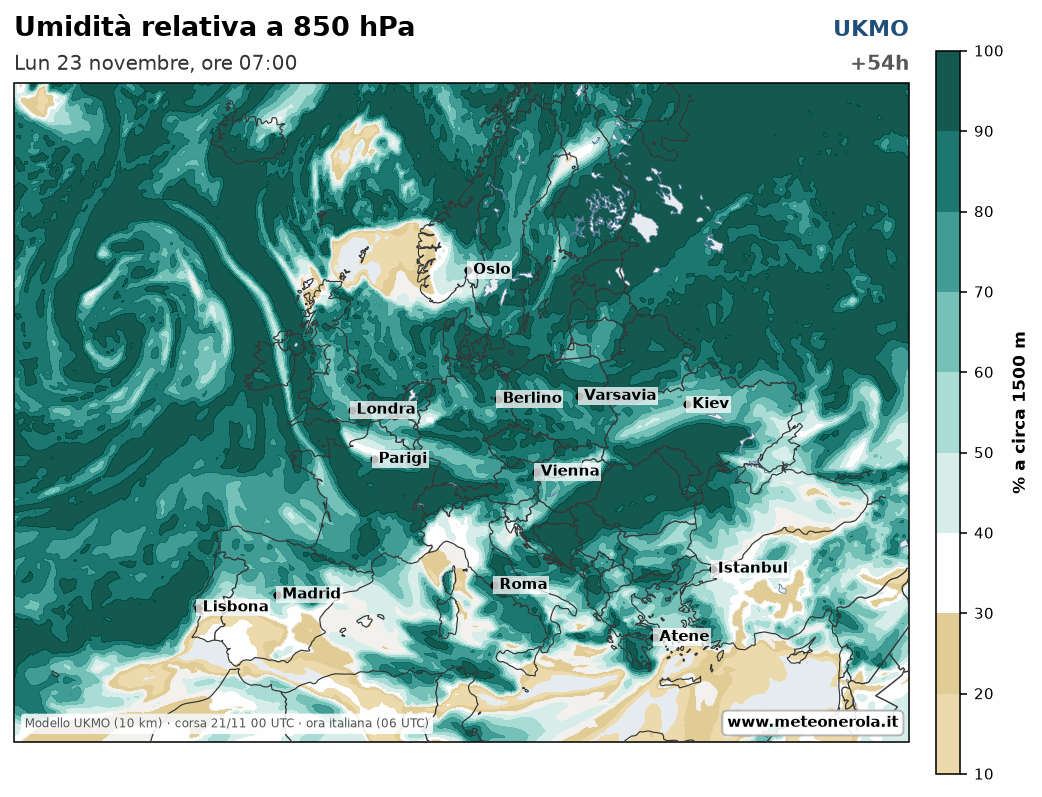 Umidità relativa a 850 hPa
UKMO
Lun 23 novembre, ore 07:00
+54h
100
90
80
70
60
50
40
30
20
10
% a circa 1500 m
Oslo
Londra
Berlino
Varsavia
Kiev
Parigi
Vienna
Lisbona
Madrid
Roma
Istanbul
Atene
Modello UKMO (10 km) · corsa 21/11 00 UTC · ora italiana (06 UTC)
www.meteonerola.it